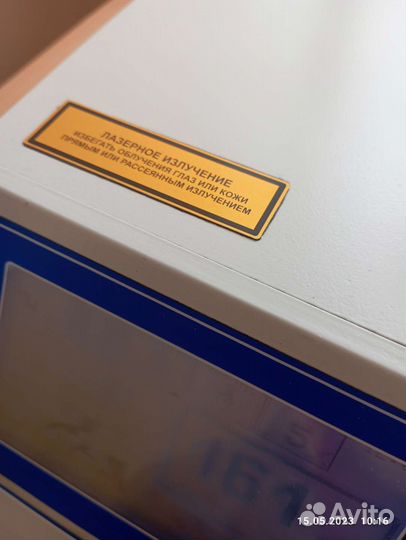 ЛАЗЕРНОЕ ИЗЛУЧЕНИЕ
ИЗБЕГАТЬ ОБЛУЧЕНИЯ ГЛАЗ ИЛИ КОЖИ
ПРЯМЫМ ИЛИ РАССЕЯННЫМ ИЗЛУЧЕНИЕМ
15.05.2023 10:16
Avito